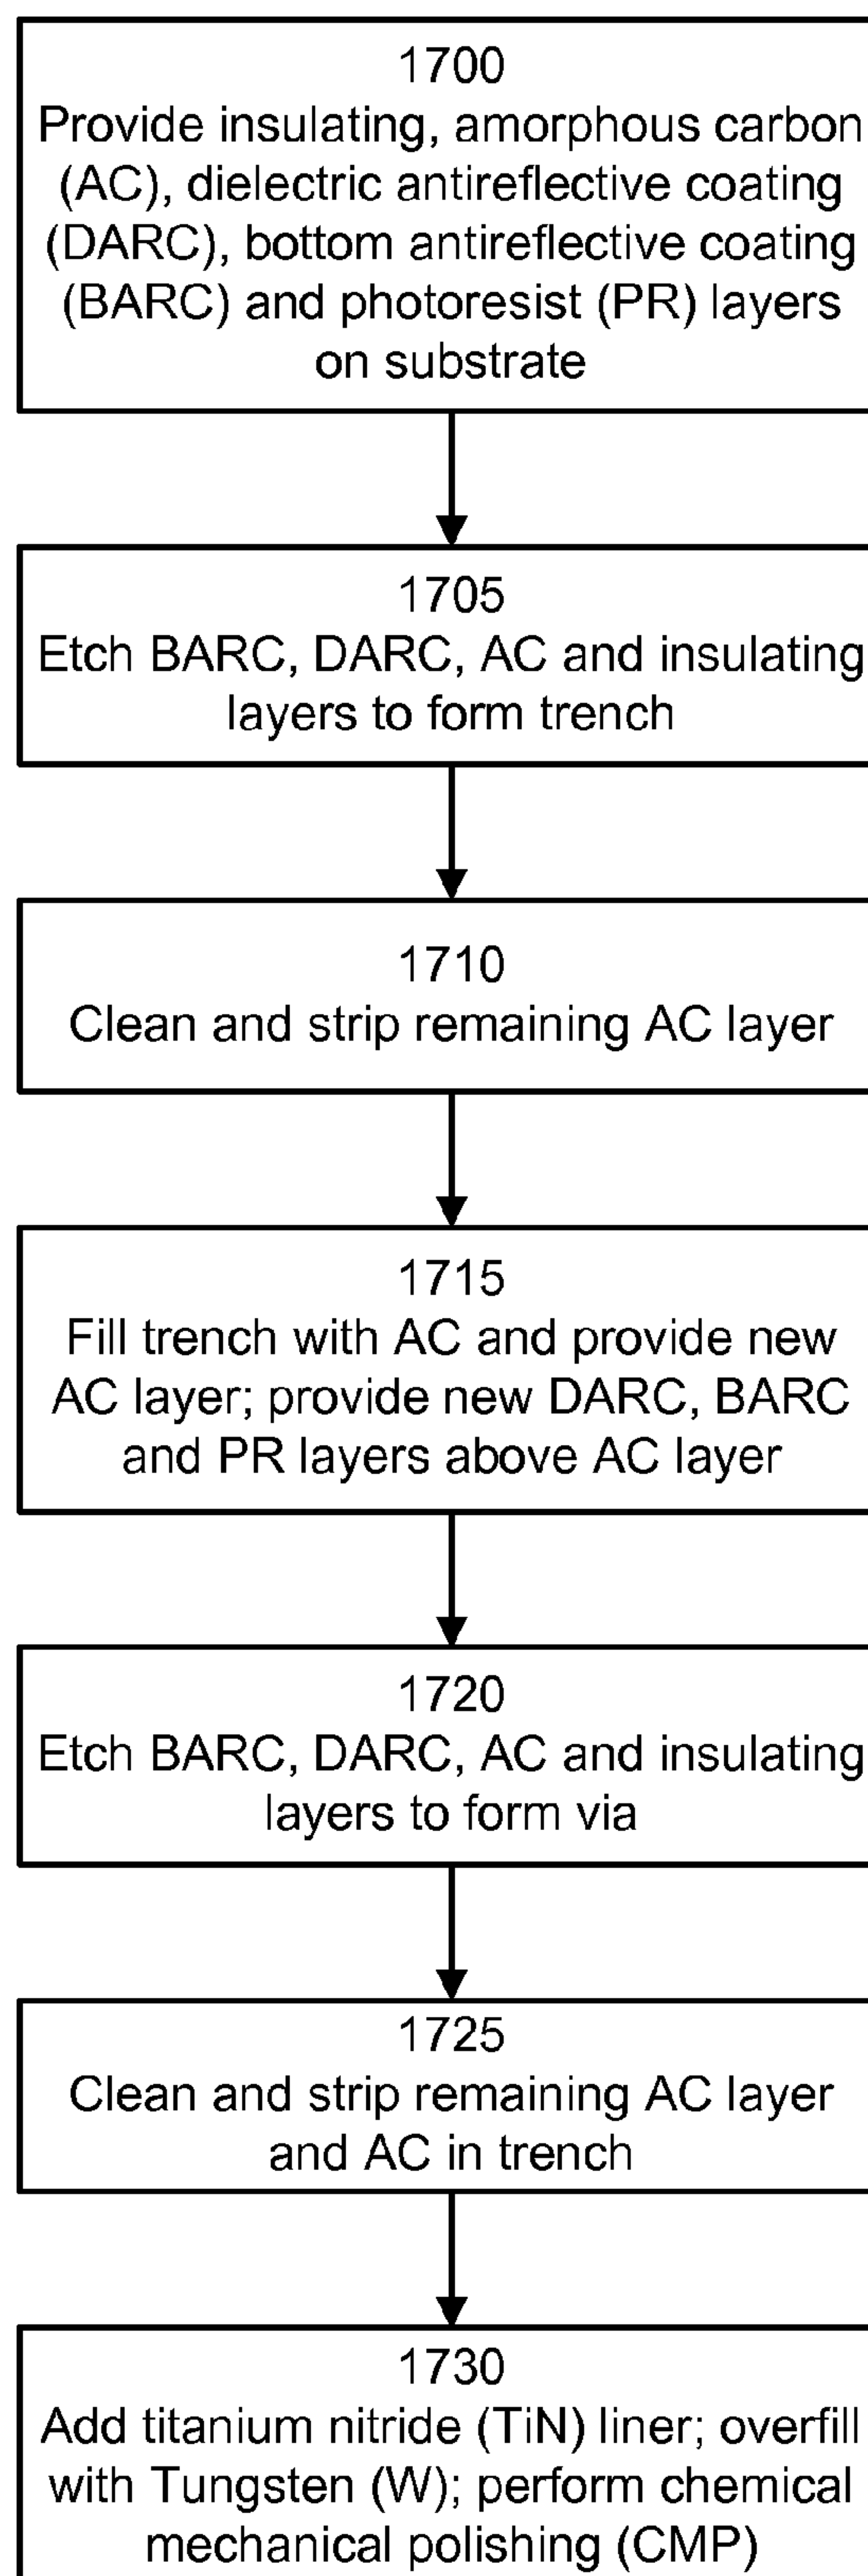 1700
Provide insulating, amorphous carbon
(AC), dielectric antireflective coating
(DARC), bottom antireflective coating
(BARC) and photoresist (PR) layers
on substrate
1705
Etch BARC, DARC, AC and insulating
layers to form trench
1710
Clean and strip remaining AC layer
1715
Fill trench with AC and provide new
AC layer; provide new DARC, BARC
and PR layers above AC layer
1720
Etch BARC, DARC, AC and insulating
layers to form via
1725
Clean and strip remaining AC layer
and AC in trench
1730
Add titanium nitride (TiN) liner; overfill
with Tungsten (W); perform chemical
mechanical polishing (CMP)